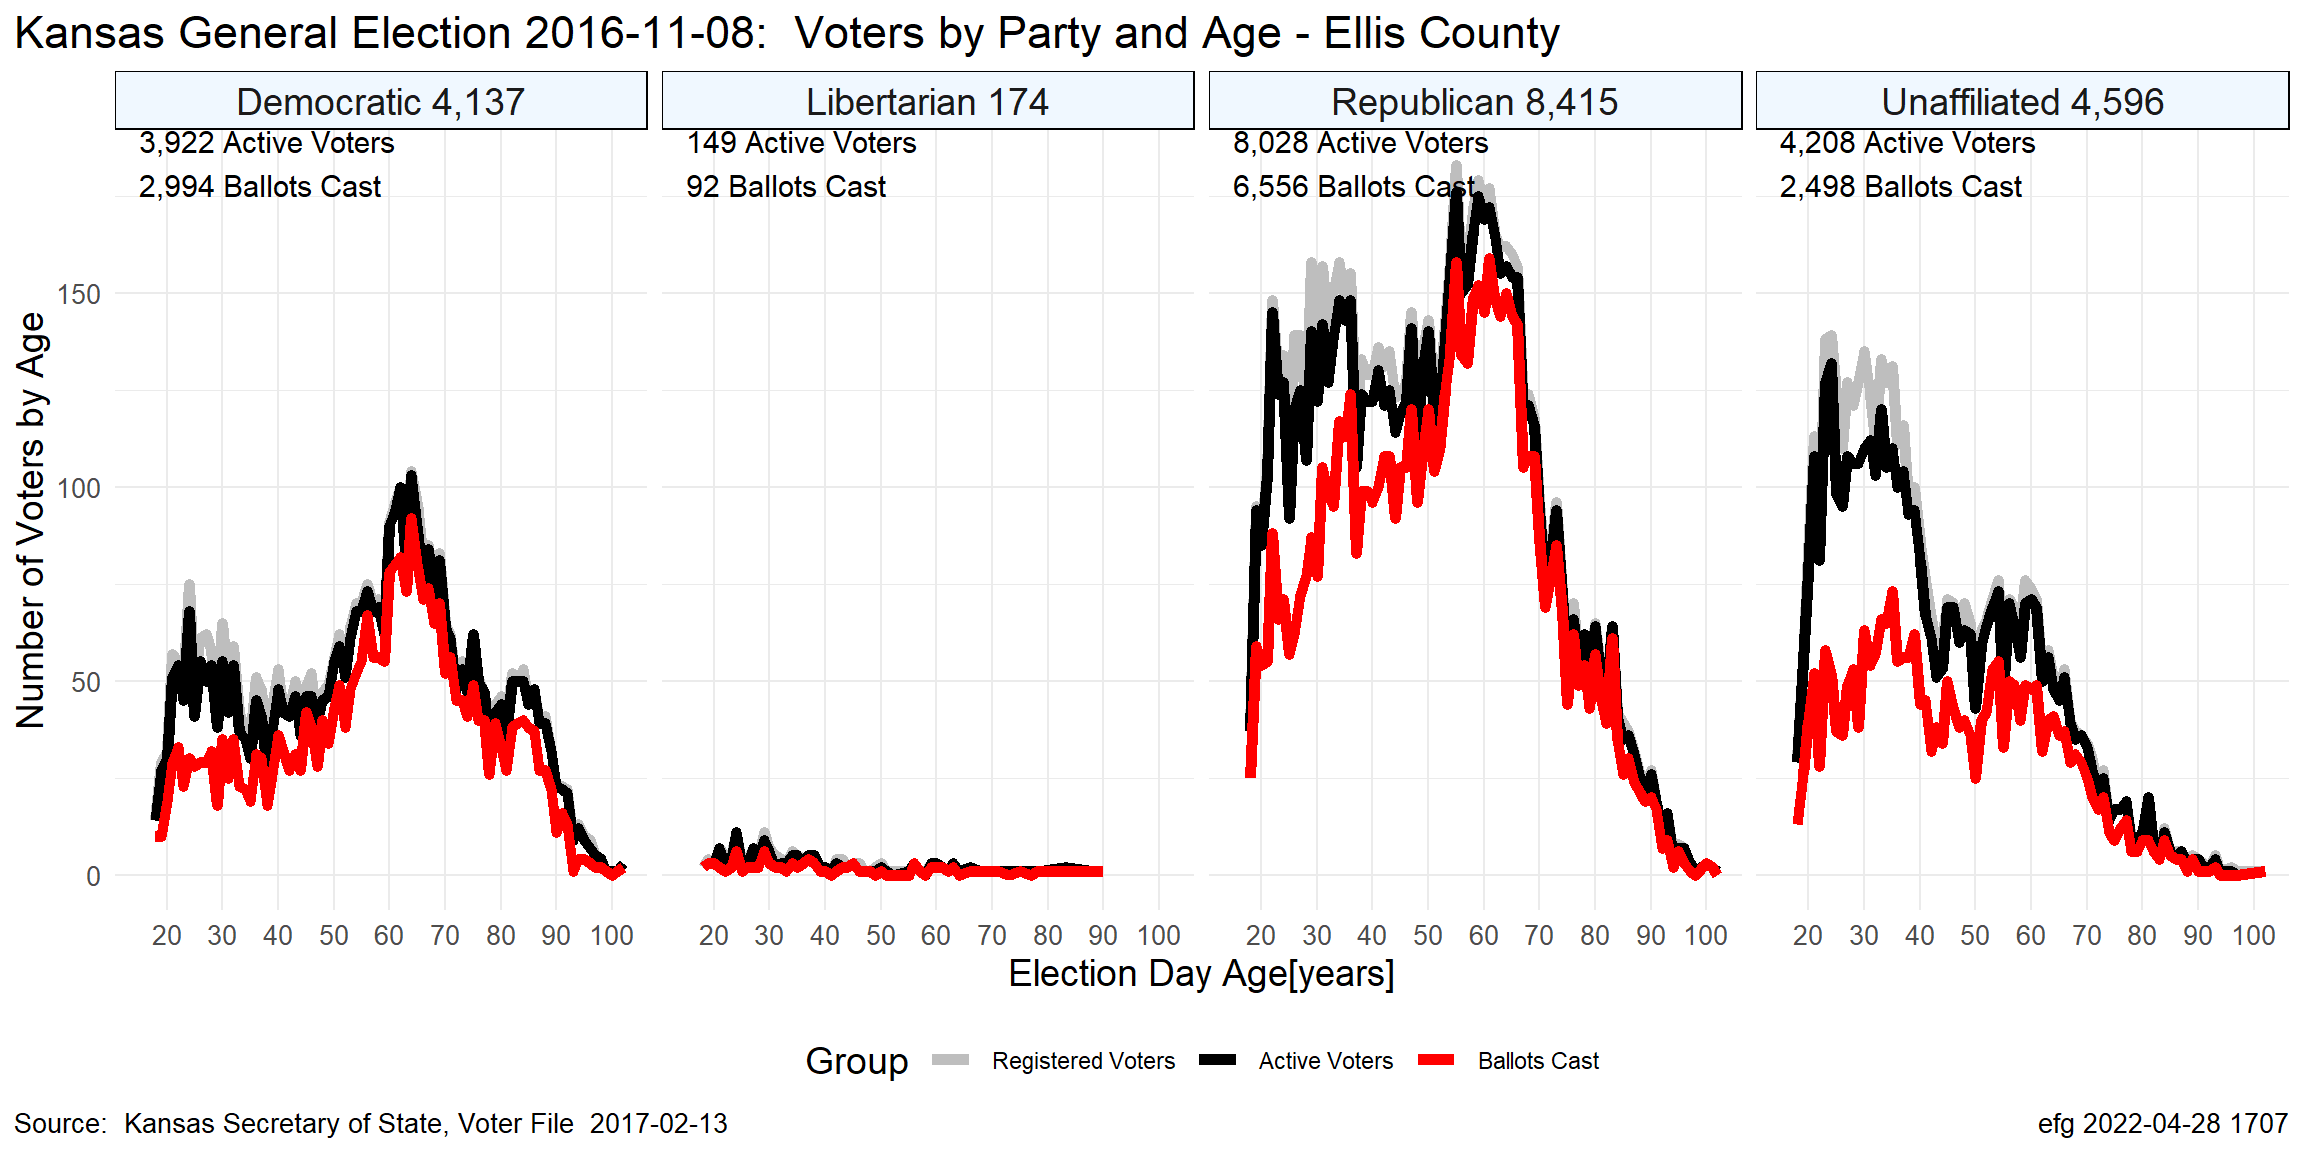 Kansas General Election 2016-11-08:  Voters by Party and Age - Ellis County
Democratic 4,137
Libertarian 174
Republican 8,415
Unaffiliated 4,596
3,922 Active Voters
2,994 Ballots Cast
149 Active Voters
92 Ballots Cast
8,028 Active Voters
6,556 Ballots Cast
4,208 Active Voters
2,498 Ballots Cast
Number of Voters by Age
150
100
50
0
20 30 40 50 60 70 80 90 100
20 30 40 50 60 70 80 90 100
20 30 40 50 60 70 80 90 100
20 30 40 50 60 70 80 90 100
Election Day Age[years]
Group Registered Voters Active Voters Ballots Cast
Source:  Kansas Secretary of State, Voter File  2017-02-13
efg 2022-04-28 1707